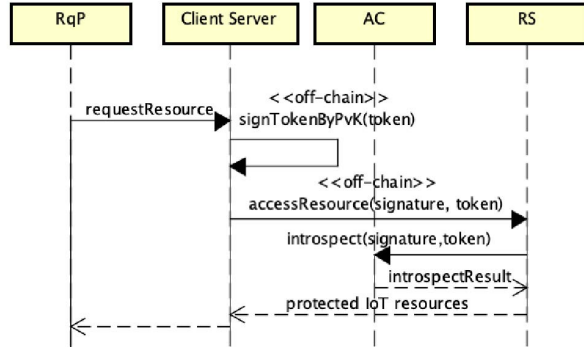 RqP
Client Server
AC
RS
requestResource
<<off-chain>>
signTokenByPvK(token)
<<off-chain>>
accessResource(signature, token)
introspect(signature,token)
introspectResult
protected IoT resources